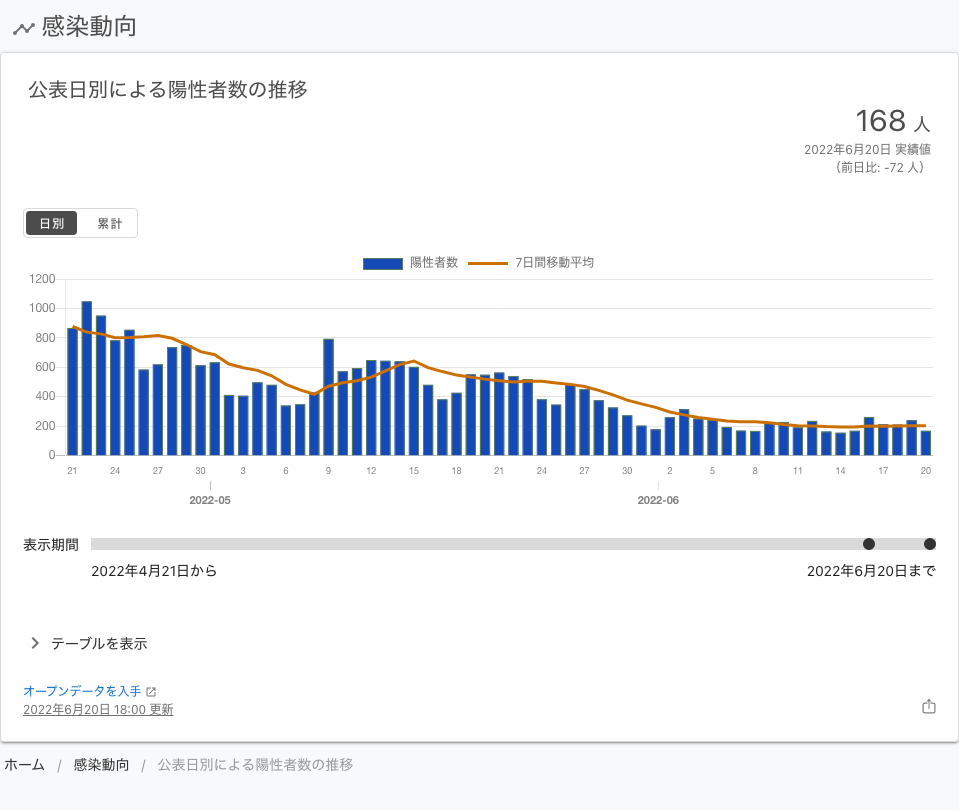 感染動向
公表日別による陽性者数の推移
168 人
2022年6月20日 実績値
（前日比: -72 人）
日別 累計
陽性者数 7日間移動平均
1200
1000
800
600
400
200
0
21 24 27 30 3 6 9 12 15 18 21 24 27 30 2 5 8 11 14 17 20
2022-05 2022-06
表示期間
2022年4月21日から 2022年6月20日まで
テーブルを表示
オープンデータを入手
2022年6月20日 18:00 更新
ホーム / 感染動向 / 公表日別による陽性者数の推移